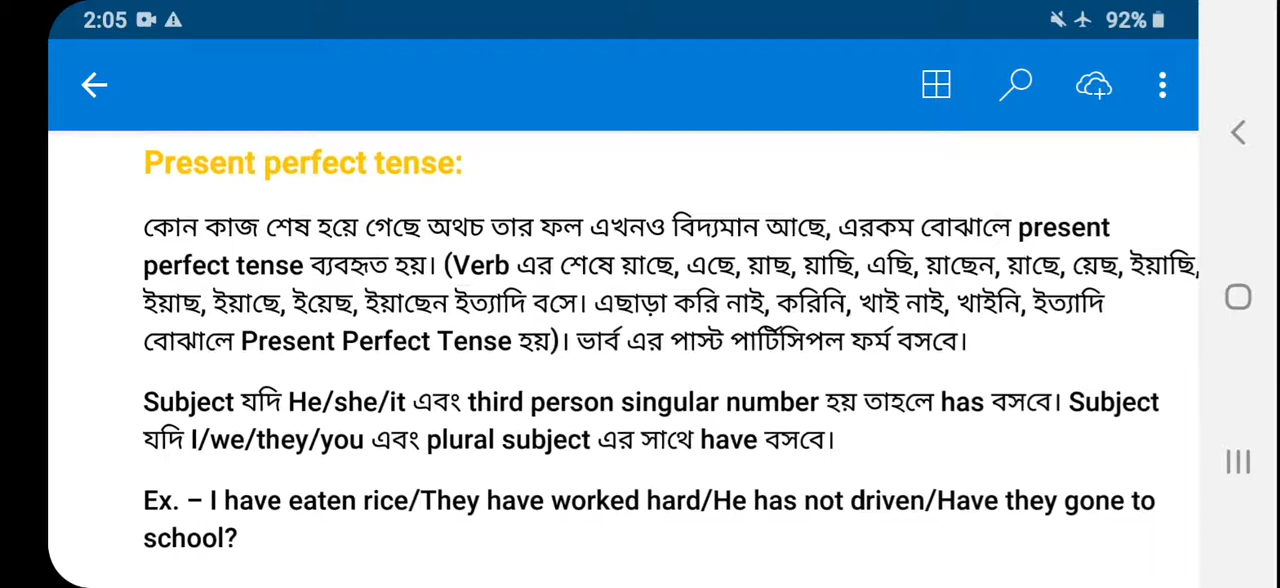 2:05 92%
Present perfect tense:
কোন কাজ শেষ হয়ে গেছে অথচ তার ফল এখনও বিদ্যমান আছে, এরকম বোঝালে present
perfect tense ব্যবহৃত হয়। (Verb এর শেষে য়াছে, এছে, য়াছ, য়াছি, এছি, য়াছেন, য়াছে, য়েছ, ইয়াছি,
ইয়াছ, ইয়াছে, ইয়েছ, ইয়াছেন ইত্যাদি বসে। এছাড়া করি নাই, করিনি, খাই নাই, খাইনি, ইত্যাদি
বোঝালে Present Perfect Tense হয়)। ভার্ব এর পাস্ট পার্টিসিপল ফর্ম বসবে।
Subject যদি He/she/it এবং third person singular number হয় তাহলে has বসবে। Subject
যদি I/we/they/you এবং plural subject এর সাথে have বসবে।
Ex. – I have eaten rice/They have worked hard/He has not driven/Have they gone to
school?